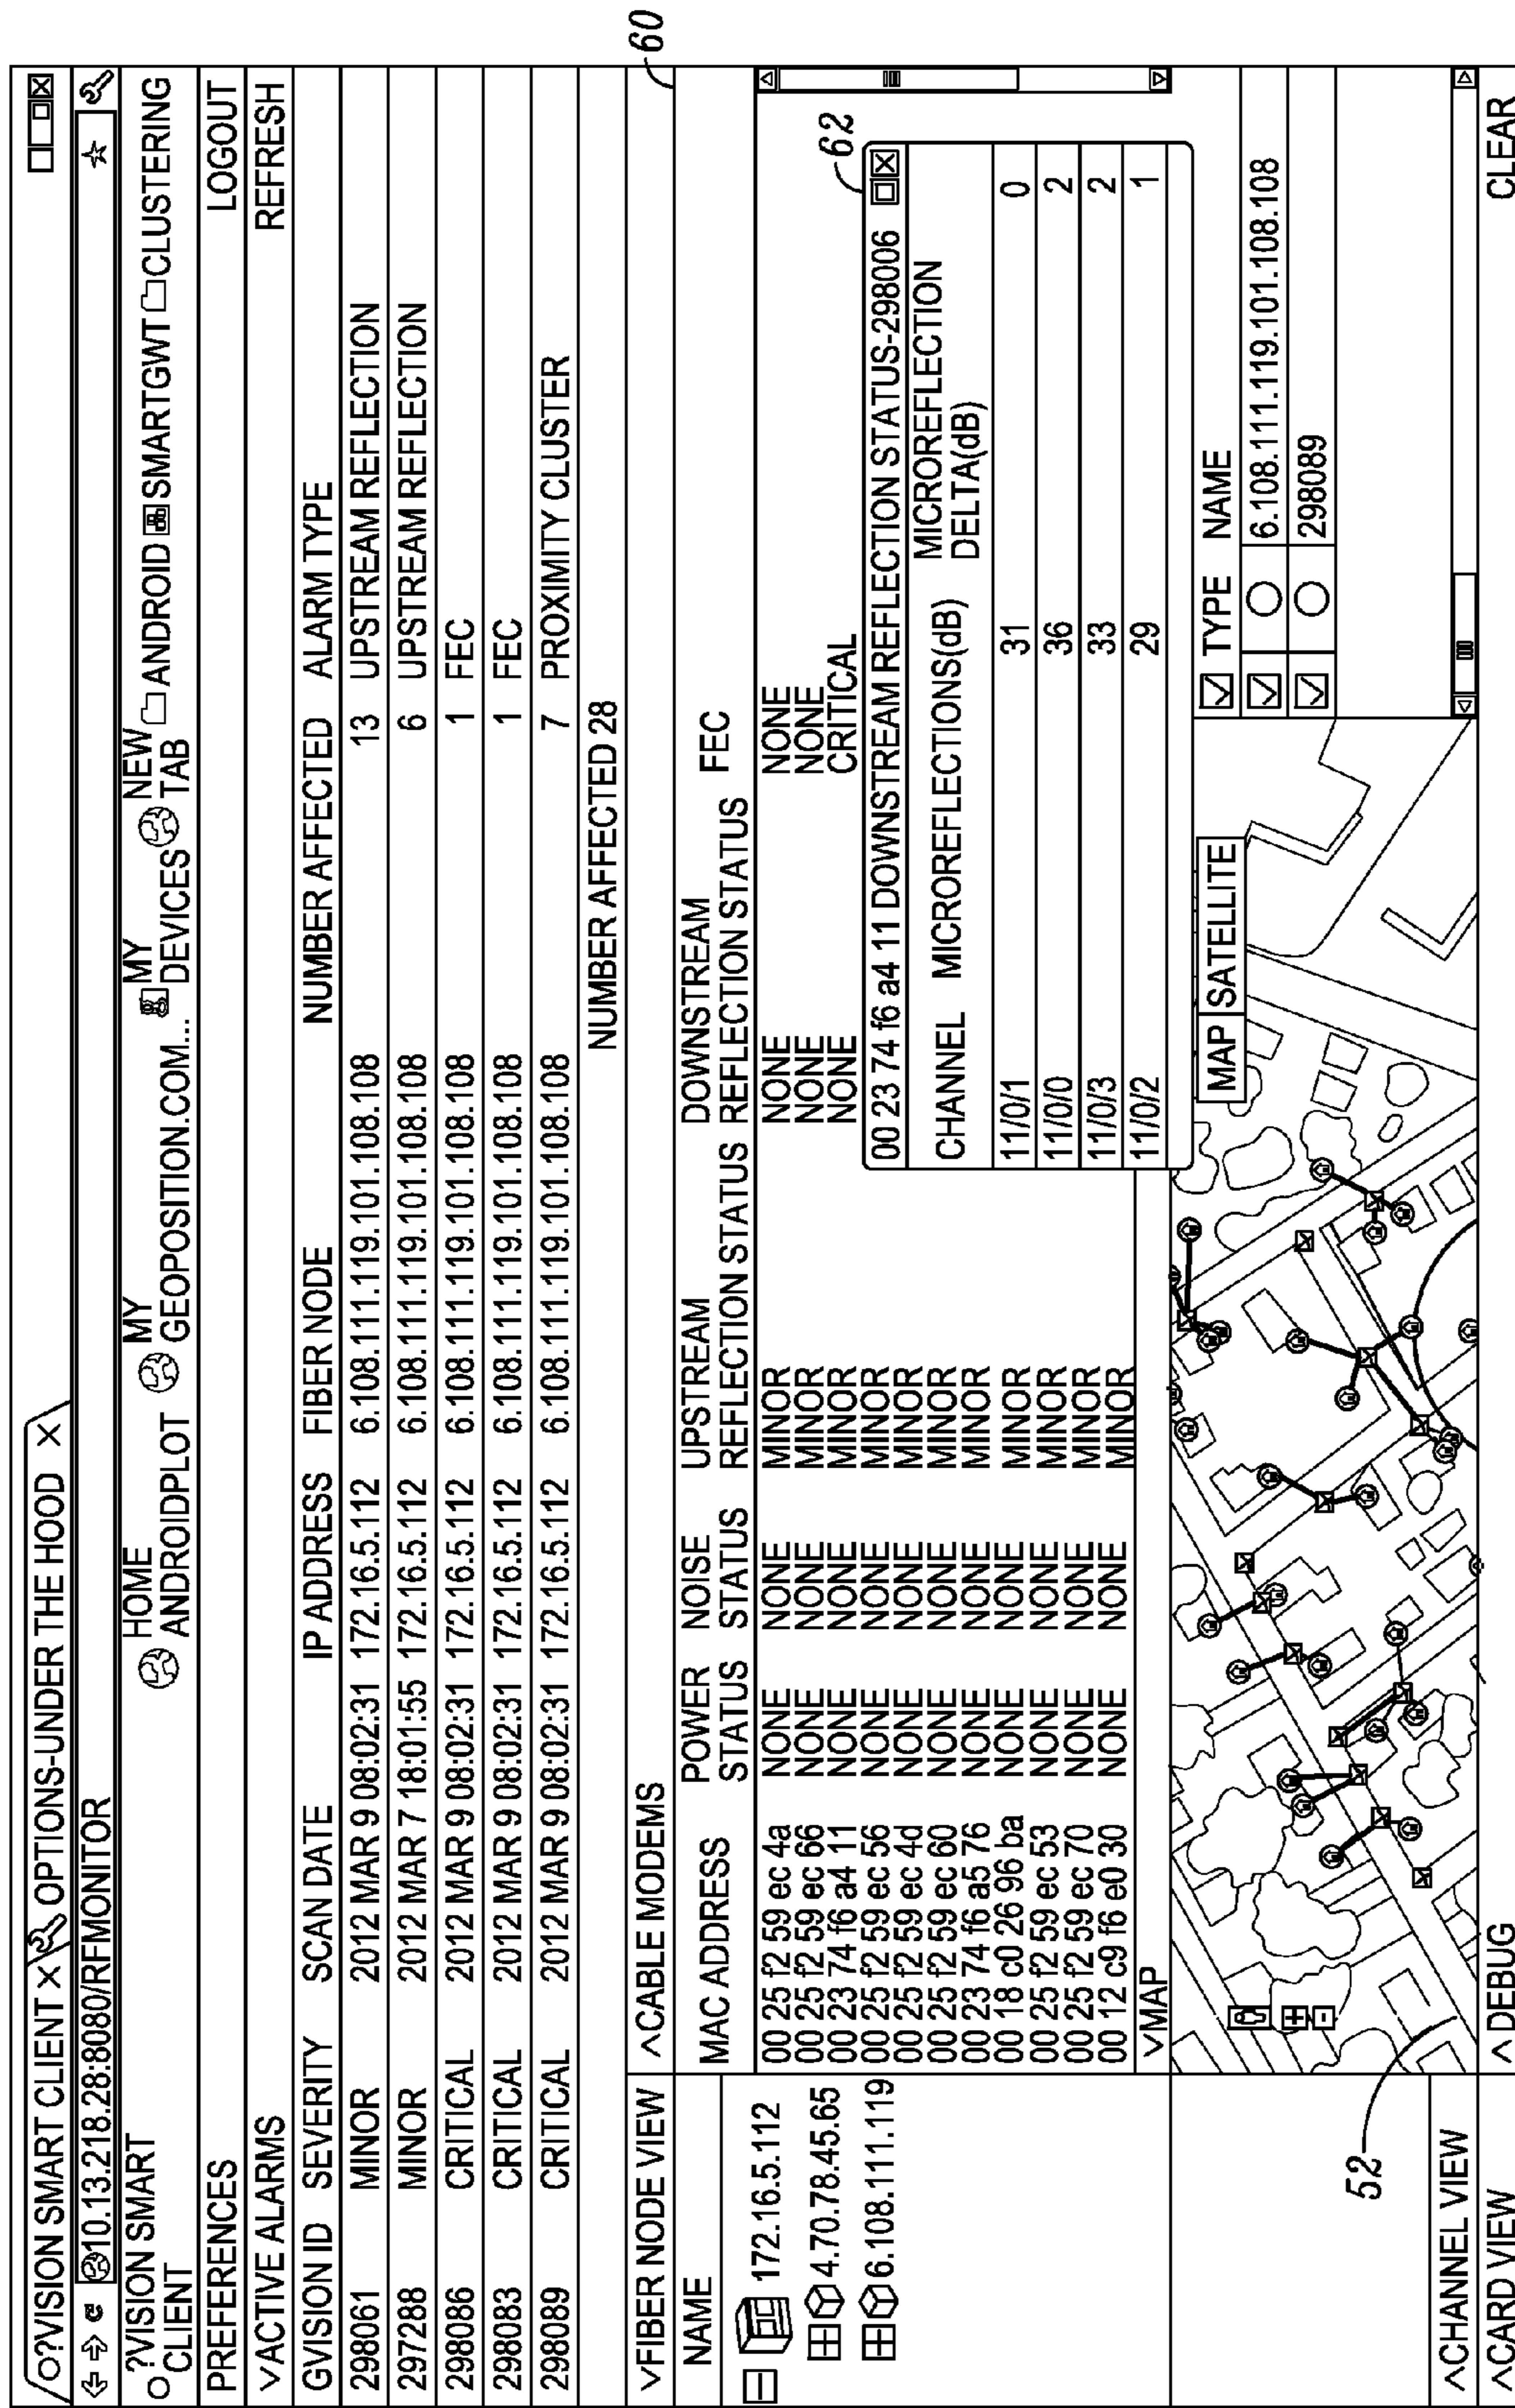 ?VISION SMART CLIENT X OPTIONS-UNDER THE HOOD X
10.13.218.28:8080/RFMONITOR
?VISION SMART CLIENT
HOME ANDROIDPLOT MY GEOPOSITION.COM... MY DEVICES NEW TAB ANDROID SMARTGWT CLUSTERING
PREFERENCES LOGOUT
ACTIVE ALARMS REFRESH
GVISION ID SEVERITY SCAN DATE IP ADDRESS FIBER NODE NUMBER AFFECTED ALARM TYPE
298061 MINOR 2012 MAR 9 08:02:31 172.16.5.112 6.108.111.119.101.108.108 13 UPSTREAM REFLECTION
297288 MINOR 2012 MAR 7 18:01:55 172.16.5.112 6.108.111.119.101.108.108 6 UPSTREAM REFLECTION
298086 CRITICAL 2012 MAR 9 08:02:31 172.16.5.112 6.108.111.119.101.108.108 1 FEC
298083 CRITICAL 2012 MAR 9 08:02:31 172.16.5.112 6.108.111.119.101.108.108 1 FEC
298089 CRITICAL 2012 MAR 9 08:02:31 172.16.5.112 6.108.111.119.101.108.108 7 PROXIMITY CLUSTER
NUMBER AFFECTED 28
60
FIBER NODE VIEW
NAME
172.16.5.112
4.70.78.45.65
6.108.111.119
CABLE MODEMS
MAC ADDRESS POWER STATUS NOISE STATUS UPSTREAM REFLECTION STATUS DOWNSTREAM REFLECTION STATUS FEC
00 25 f2 59 ec 4a NONE NONE MINOR NONE NONE
00 25 f2 59 ec 66 NONE NONE MINOR NONE NONE
00 23 74 f6 a4 11 NONE NONE MINOR NONE CRITICAL
00 25 f2 59 ec 56 NONE NONE MINOR
00 25 f2 59 ec 4d NONE NONE MINOR
00 25 f2 59 ec 60 NONE NONE MINOR
00 23 74 f6 a5 76 NONE NONE MINOR
00 18 c0 26 96 ba NONE NONE MINOR
00 25 f2 59 ec 53 NONE NONE MINOR
00 25 f2 59 ec 70 NONE NONE MINOR
00 12 c9 f6 e0 30 NONE NONE MINOR
62
00 23 74 f6 a4 11 DOWNSTREAM REFLECTION STATUS-298006
CHANNEL MICROREFLECTIONS(dB) MICROREFLECTION DELTA(dB)
11/0/1 31 0
11/0/0 36 2
11/0/3 33 2
11/0/2 29 1
MAP
MAP SATELLITE
TYPE NAME
6.108.111.119.101.108.108
298089
52
CHANNEL VIEW
CARD VIEW
DEBUG CLEAR